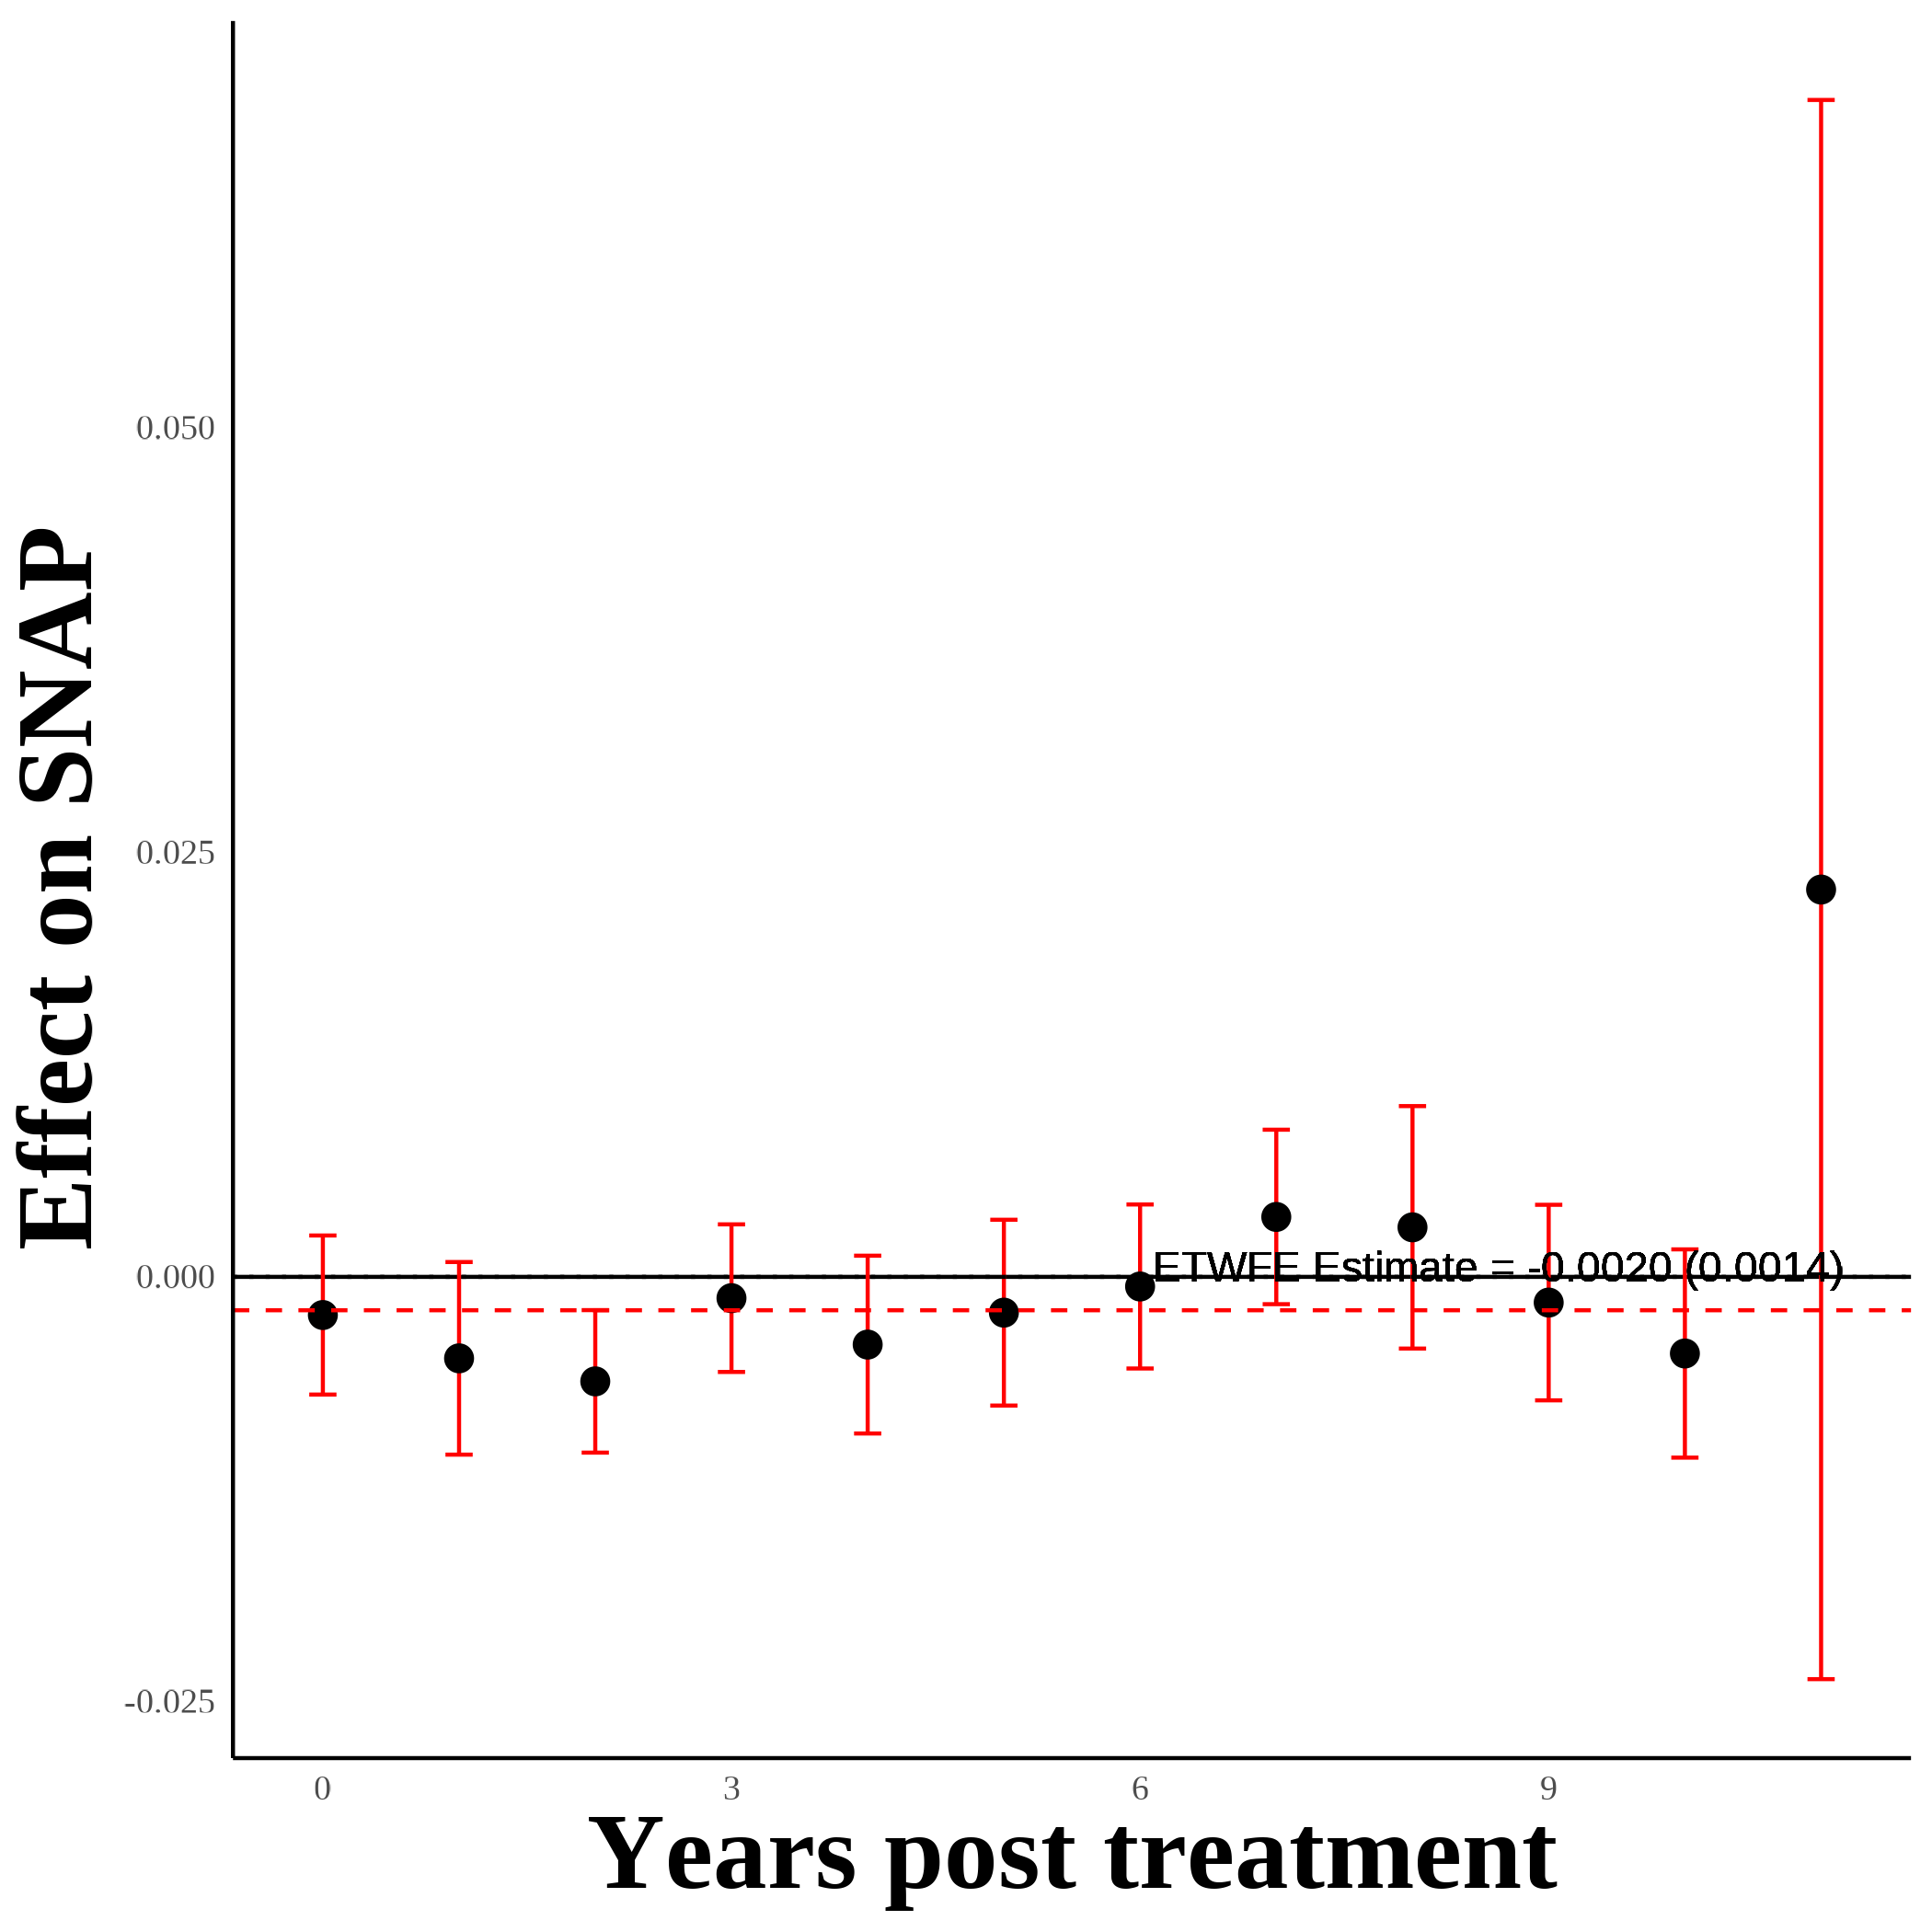 Effect on SNAP
0.050
0.025
0.000
-0.025
ETWFE Estimate = -0.0020 (0.0014)
0 3 6 9
Years post treatment